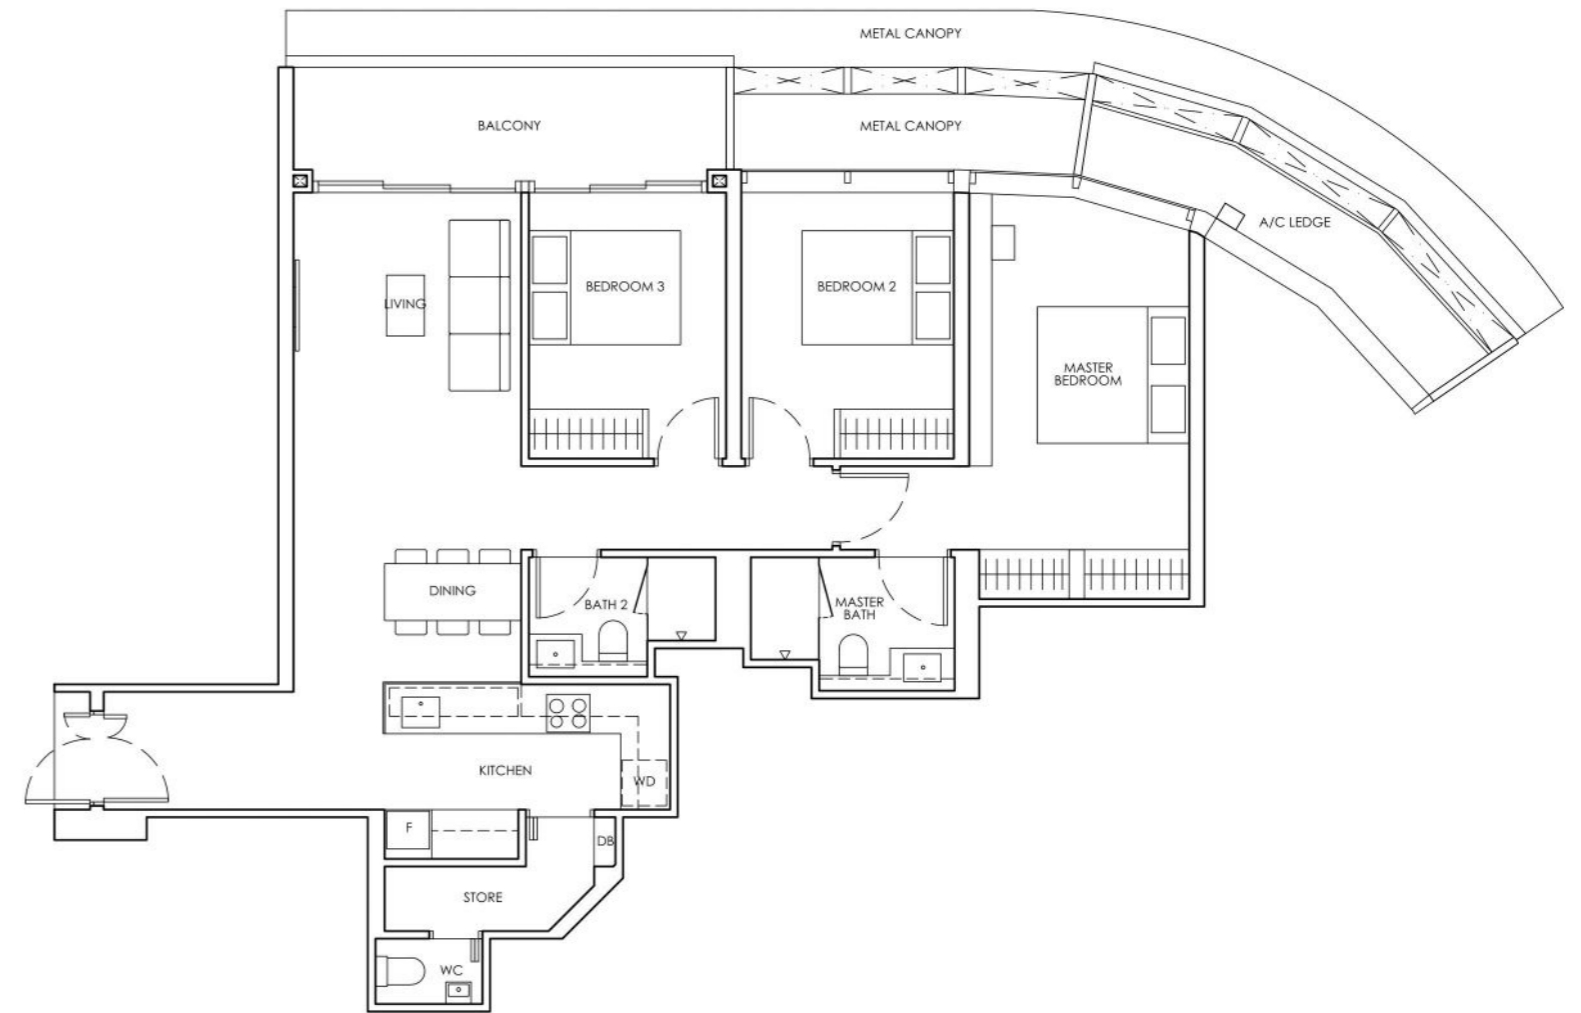 METAL CANOPY
BALCONY
METAL CANOPY
A/C LEDGE
BEDROOM 3
BEDROOM 2
LIVING
MASTER
BEDROOM
DINING
BATH 2
MASTER
BATH
KITCHEN
WD
F
DB
STORE
WC